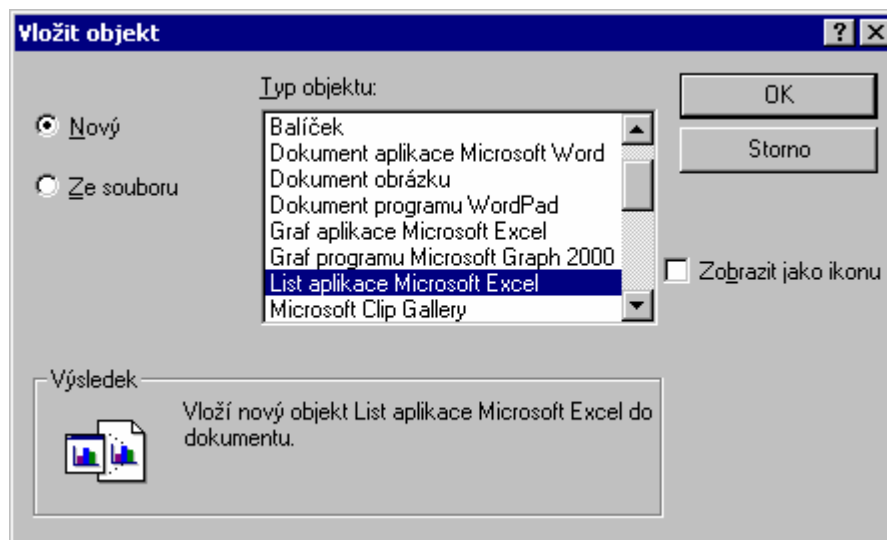 Vložit objekt
Typ objektu:
Nový
Ze souboru
Balíček
Dokument aplikace Microsoft Word
Dokument obrázku
Dokument programu WordPad
Graf aplikace Microsoft Excel
Graf programu Microsoft Graph 2000
List aplikace Microsoft Excel
Microsoft Clip Gallery
OK
Storno
Zobrazit jako ikonu
Výsledek
Vloží nový objekt List aplikace Microsoft Excel do
dokumentu.